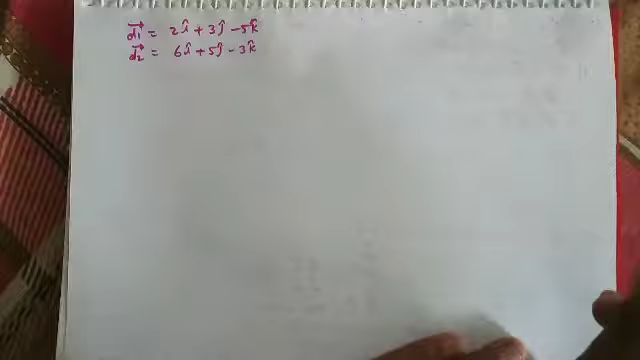 d₁⃗ = 2î + 3ĵ - 5k̂
d₂⃗ = 6î + 5ĵ - 3k̂